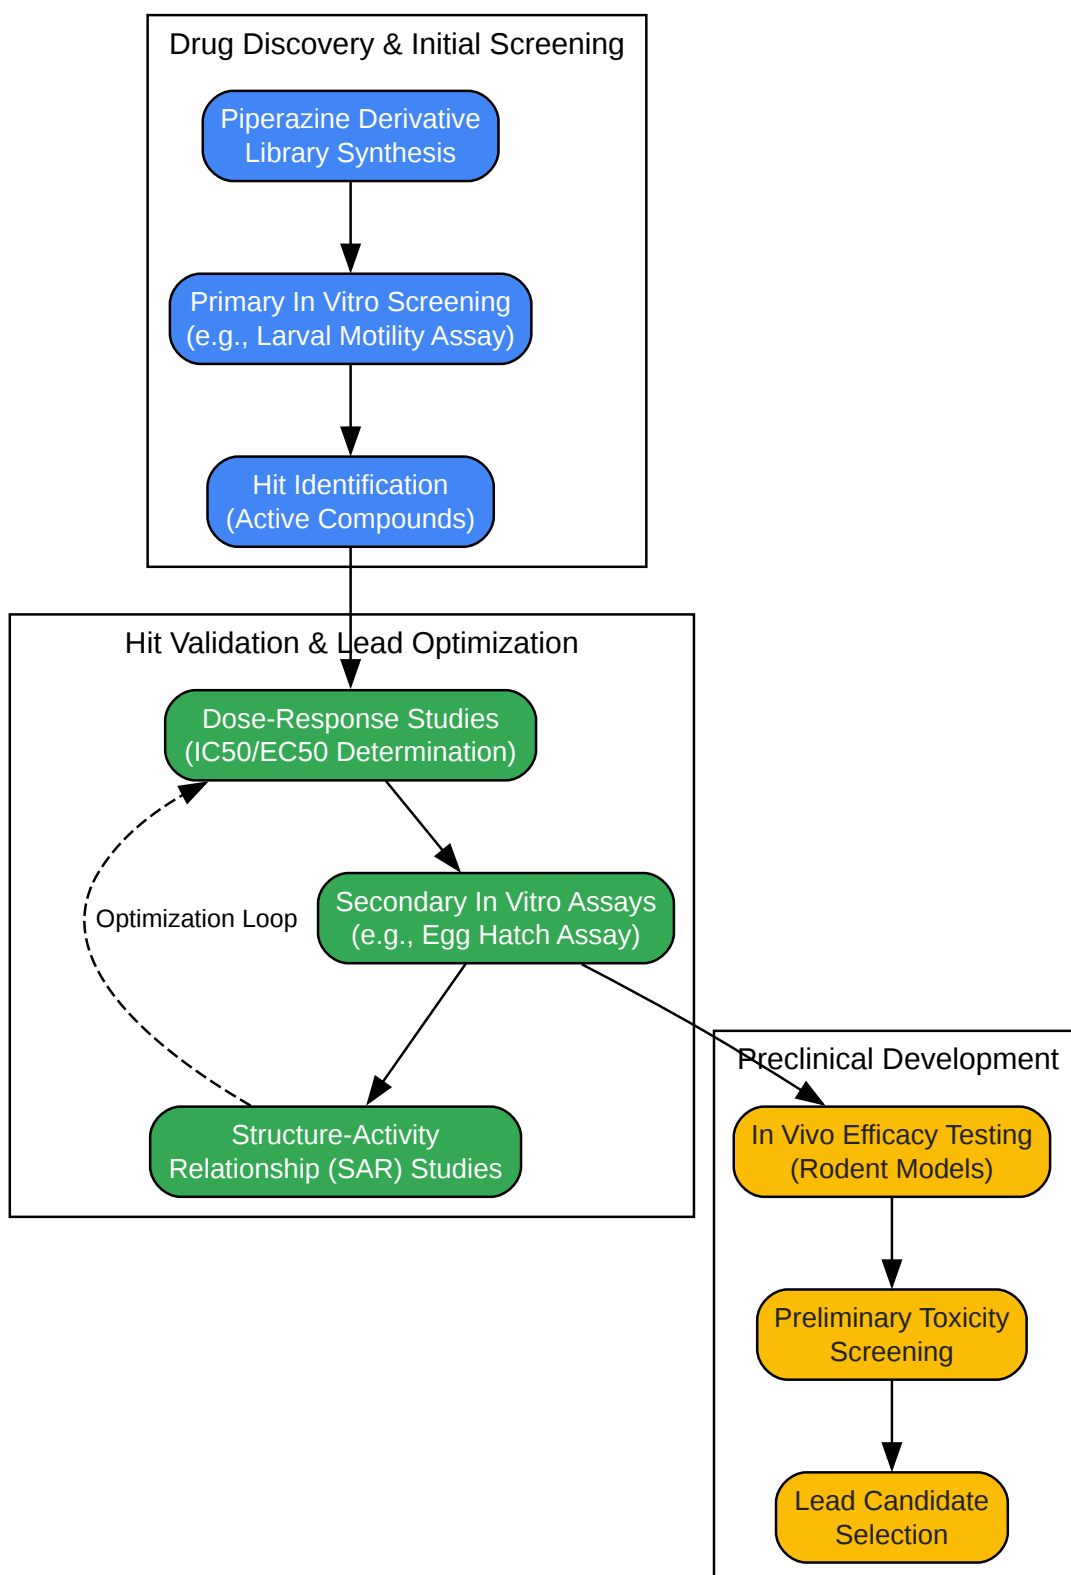 Drug Discovery & Initial Screening
Piperazine Derivative
Library Synthesis
Primary In Vitro Screening
(e.g., Larval Motility Assay)
Hit Identification
(Active Compounds)
Hit Validation & Lead Optimization
Dose-Response Studies
(IC50/EC50 Determination)
Secondary In Vitro Assays
(e.g., Egg Hatch Assay)
Optimization Loop
Structure-Activity
Relationship (SAR) Studies
Preclinical Development
In Vivo Efficacy Testing
(Rodent Models)
Preliminary Toxicity
Screening
Lead Candidate
Selection